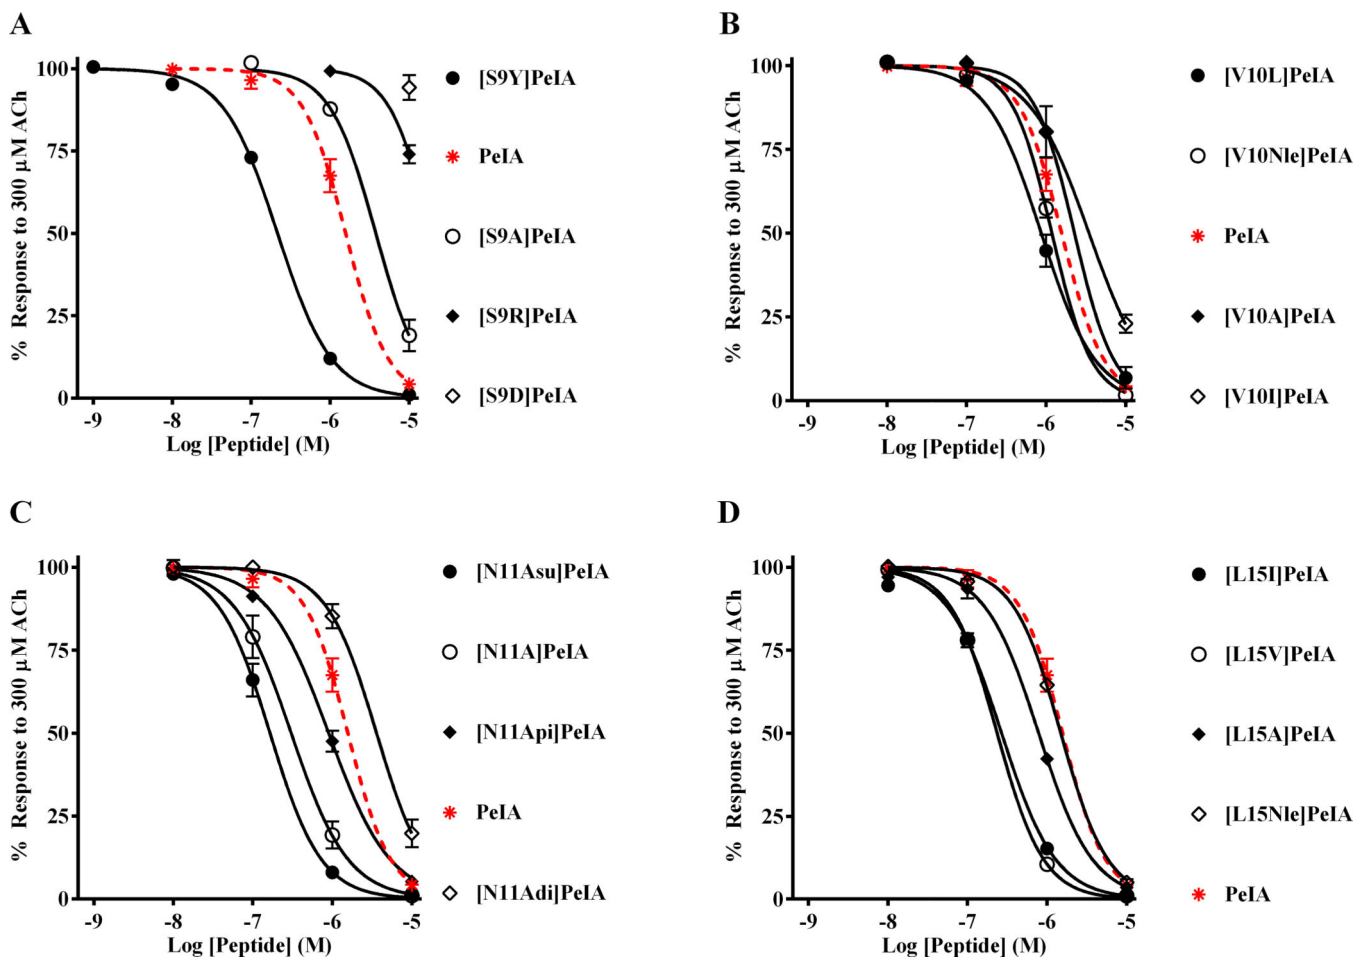 A
% Response to 300 µM ACh
100
75
50
25
0
-9 -8 -7 -6 -5
Log [Peptide] (M)
[S9Y]PeIA
PeIA
[S9A]PeIA
[S9R]PeIA
[S9D]PeIA
B
% Response to 300 µM ACh
100
75
50
25
0
-9 -8 -7 -6 -5
Log [Peptide] (M)
[V10L]PeIA
[V10Nle]PeIA
PeIA
[V10A]PeIA
[V10I]PeIA
C
% Response to 300 µM ACh
100
75
50
25
0
-9 -8 -7 -6 -5
Log [Peptide] (M)
[N11Asu]PeIA
[N11A]PeIA
[N11Api]PeIA
PeIA
[N11Adi]PeIA
D
% Response to 300 µM ACh
100
75
50
25
0
-9 -8 -7 -6 -5
Log [Peptide] (M)
[L15I]PeIA
[L15V]PeIA
[L15A]PeIA
[L15Nle]PeIA
PeIA